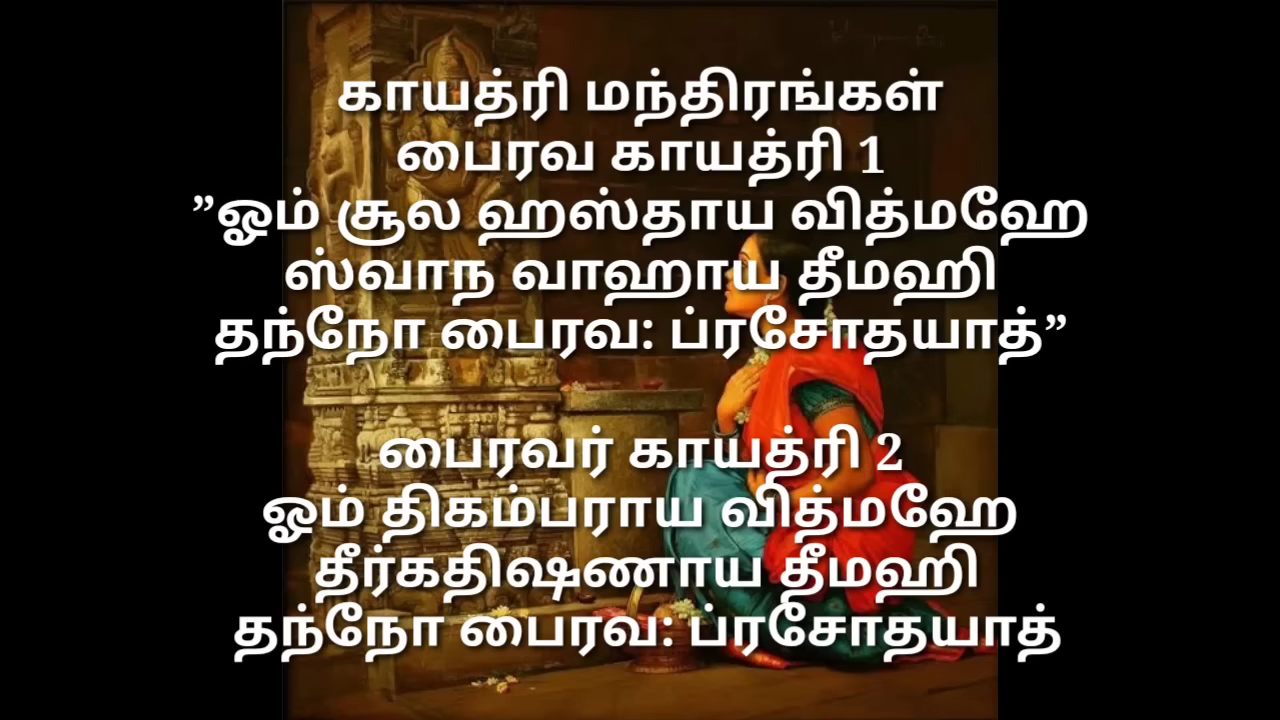 காயத்ரி மந்திரங்கள்
பைரவ காயத்ரி 1
”ஓம் சூல ஹஸ்தாய வித்மஹே
ஸ்வாந வாஹாய தீமஹி
தந்நோ பைரவ: ப்ரசோதயாத்”
பைரவர் காயத்ரி 2
ஓம் திகம்பராய வித்மஹே
தீர்கதிஷணாய தீமஹி
தந்நோ பைரவ: ப்ரசோதயாத்